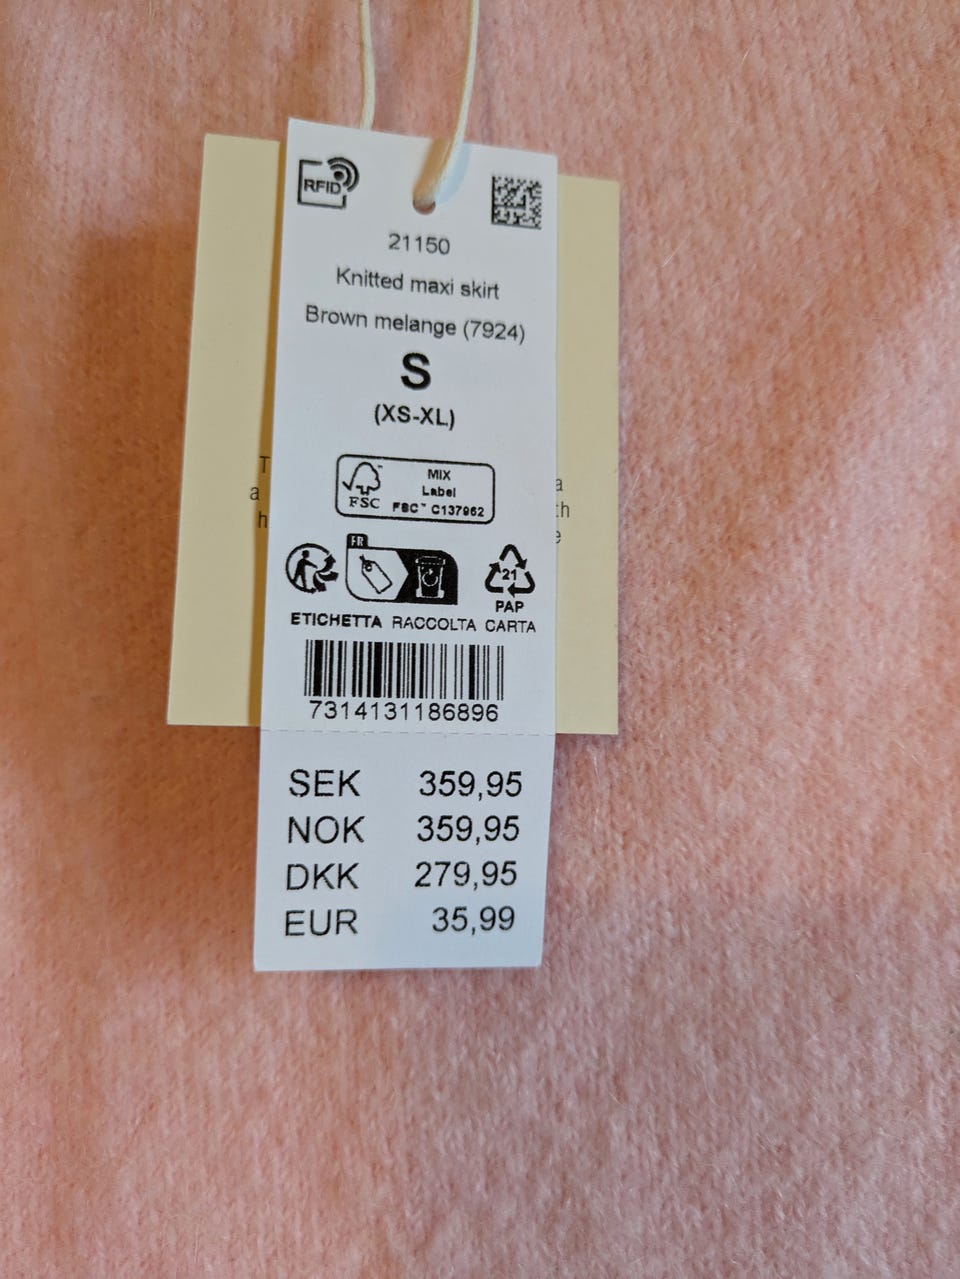 RFID
21150
Knitted maxi skirt
Brown melange (7924)
S
(XS-XL)
T
a
h
a
th
e
FSC
MIX
Label
FSC™ C137962
FR
21
PAP
ETICHETTA RACCOLTA CARTA
7314131186896
SEK 359,95
NOK 359,95
DKK 279,95
EUR 35,99